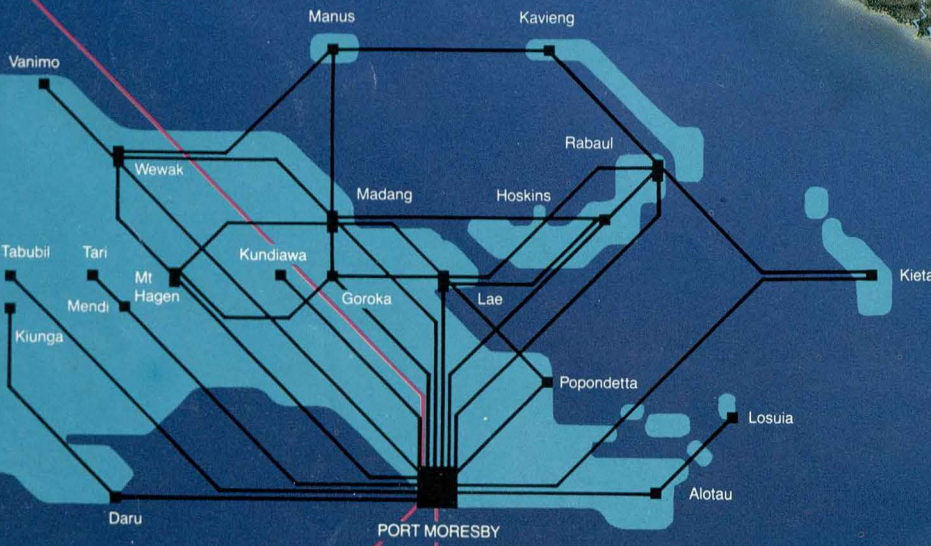 Manus
Kavieng
Vanimo
Rabaul
Wewak
Madang
Hoskins
Tabubil
Tari
Kundiawa
Mt
Hagen
Kieta
Mendi
Goroka
Lae
Kiunga
Popondetta
Losuia
Alotau
Daru
PORT MORESBY